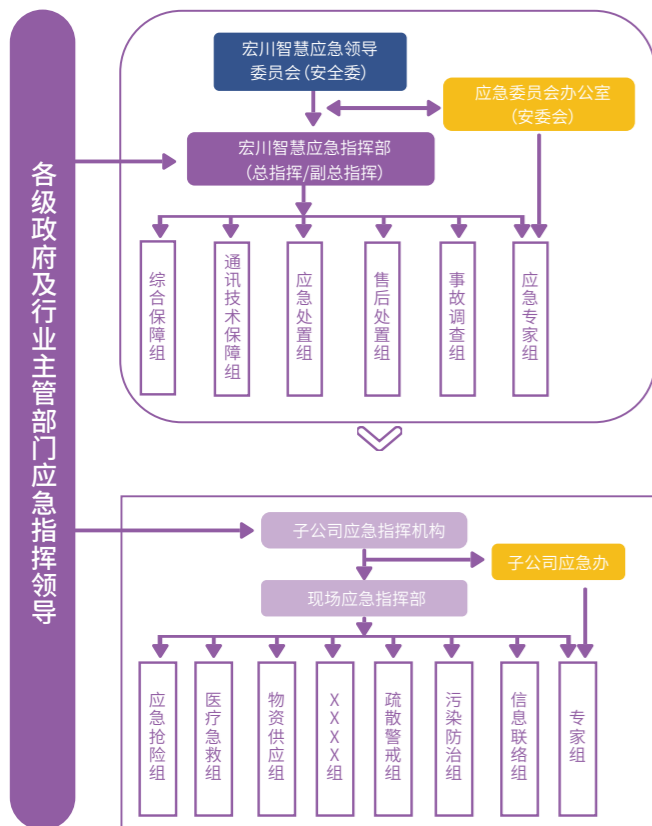 各级政府及行业主管部门应急指挥领导
宏川智慧应急领导
委员会（安全委）
应急委员会办公室
（安委会）
宏川智慧应急指挥部
（总指挥/副总指挥）
综合保障组
通讯技术保障组
应急处置组
售后处置组
事故调查组
应急专家组
子公司应急指挥机构
子公司应急办
现场应急指挥部
应急抢险组
医疗急救组
物资供应组
XXXX组
疏散警戒组
污染防治组
信息联络组
专家组